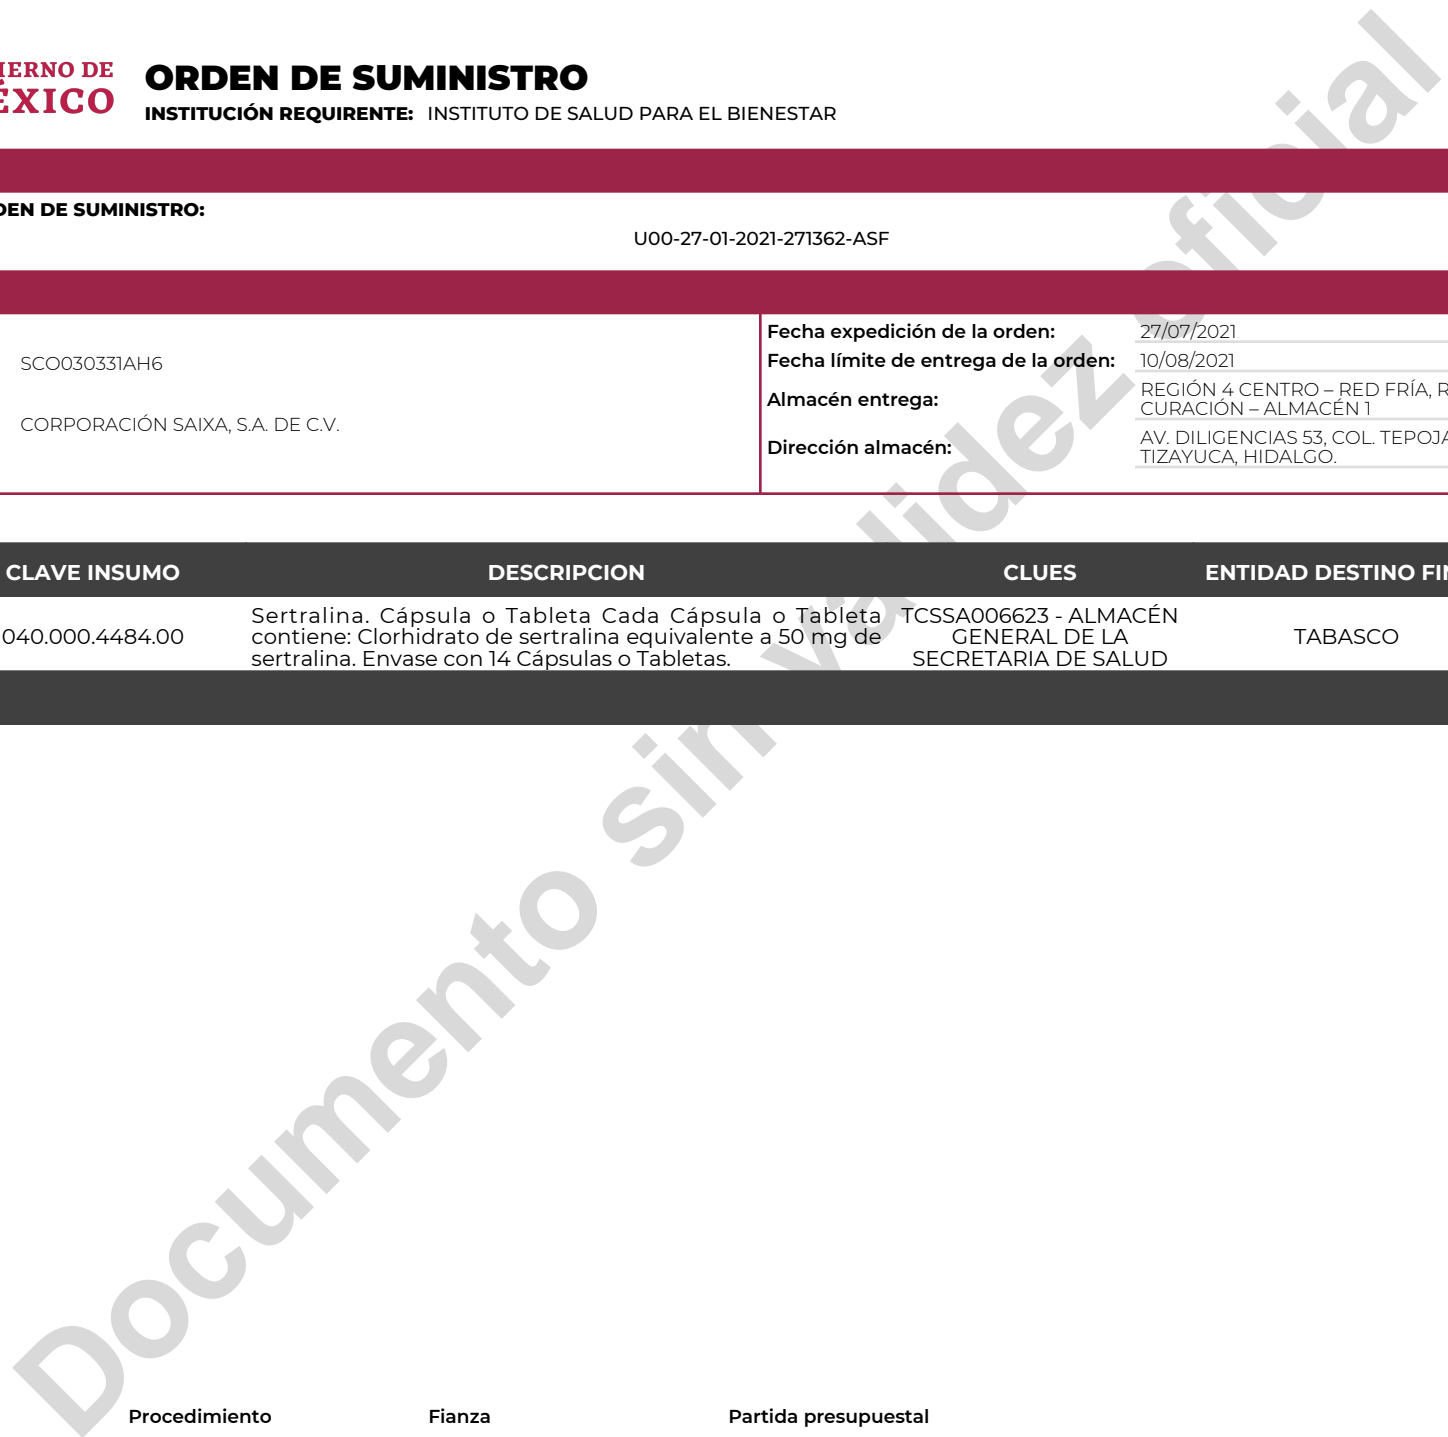 IERNO DE
ÉXICO
ORDEN DE SUMINISTRO
INSTITUCIÓN REQUIRENTE: INSTITUTO DE SALUD PARA EL BIENESTAR
DEN DE SUMINISTRO:
U00-27-01-2021-271362-ASF
SCO030331AH6
CORPORACIÓN SAIXA, S.A. DE C.V.
Fecha expedición de la orden: 27/07/2021
Fecha límite de entrega de la orden: 10/08/2021
Almacén entrega: REGIÓN 4 CENTRO – RED FRÍA, R
CURACIÓN – ALMACÉN 1
Dirección almacén: AV. DILIGENCIAS 53, COL. TEPOJA
TIZAYUCA, HIDALGO.
CLAVE INSUMO DESCRIPCION CLUES ENTIDAD DESTINO FIN
040.000.4484.00
Sertralina. Cápsula o Tableta Cada Cápsula o Tableta
contiene: Clorhidrato de sertralina equivalente a 50 mg de
sertralina. Envase con 14 Cápsulas o Tabletas.
TCSSA006623 - ALMACÉN
GENERAL DE LA
SECRETARIA DE SALUD
TABASCO
Documento sin validez oficial
Procedimiento Fianza Partida presupuestal